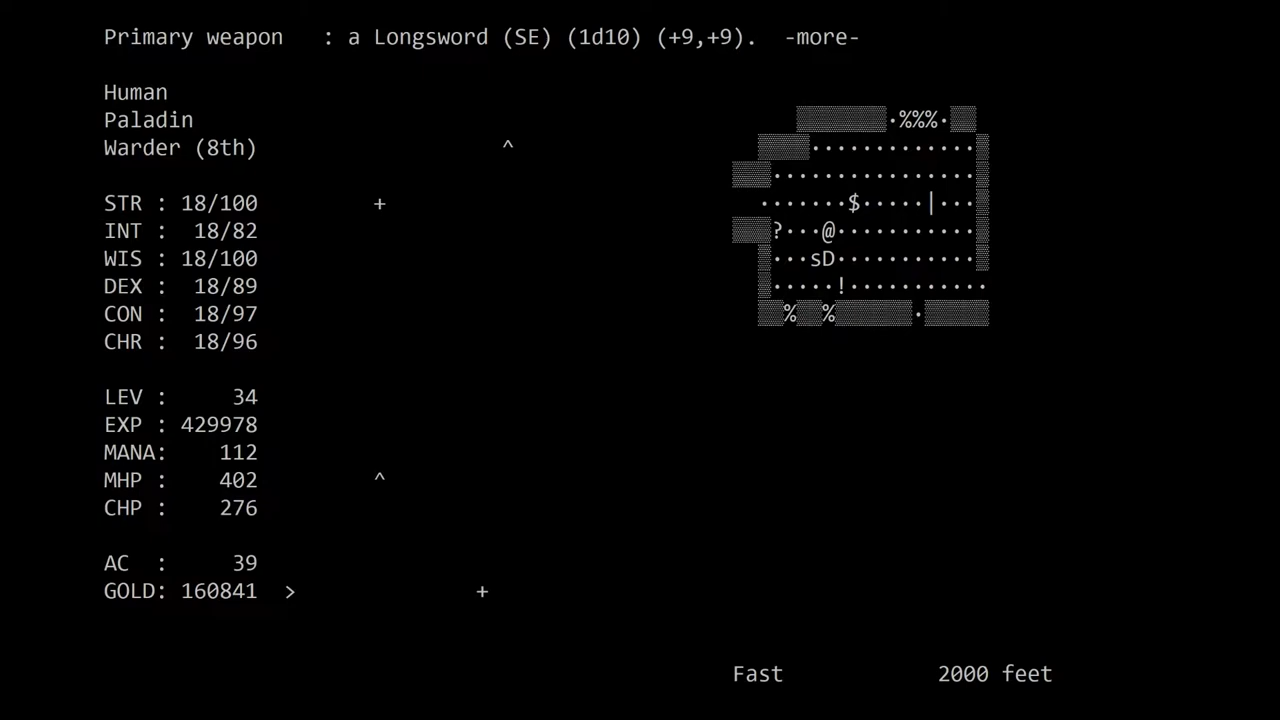 Primary weapon   : a Longsword (SE) (1d10) (+9,+9).  -more-
Human
Paladin                                                ▒▒▒▒▒▒▒·%%%·▒▒
Warder (8th)                   ^                    ▒▒▒▒·············▒
                                                  ▒▒▒················▒
STR : 18/100         +                              ·······$·····|···▒
INT :  18/82                                      ▒▒▒?···@···········▒
WIS : 18/100                                        ▒···sD···········▒
DEX :  18/89                                        ▒·····!···········
CON :  18/97                                        ▒▒%▒▒%▒▒▒▒▒▒·▒▒▒▒▒
CHR :  18/96
LEV :     34
EXP : 429978
MANA:    112
MHP :    402         ^
CHP :    276
AC  :     39
GOLD: 160841  >              +
Fast            2000 feet